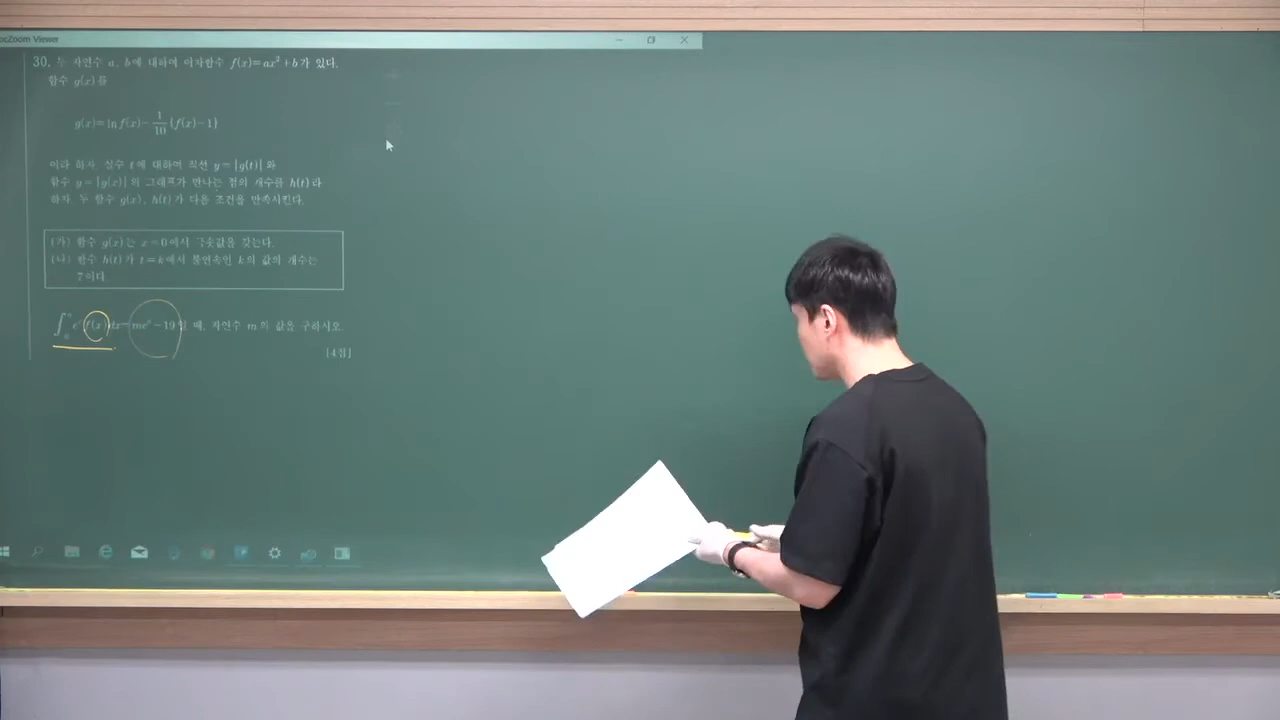 DocZoom Viewer
30. 두 자연수 a, b에 대하여 이차함수 f(x)=ax²+b가 있다.
함수 g(x)를
g(x)=ln f(x)-1/10{f(x)-1}
이라 하자. 실수 t에 대하여 직선 y=|g(t)|와
함수 y=|g(x)|의 그래프가 만나는 점의 개수를 h(t)라
하자. 두 함수 g(x), h(t)가 다음 조건을 만족시킨다.
(가) 함수 g(x)는 x=0에서 극솟값을 갖는다.
(나) 함수 h(t)가 t=k에서 불연속인 k의 값의 개수는
7이다.
f(x) dx= -19일 때, 자연수 m의 값을 구하시오.
[4점]